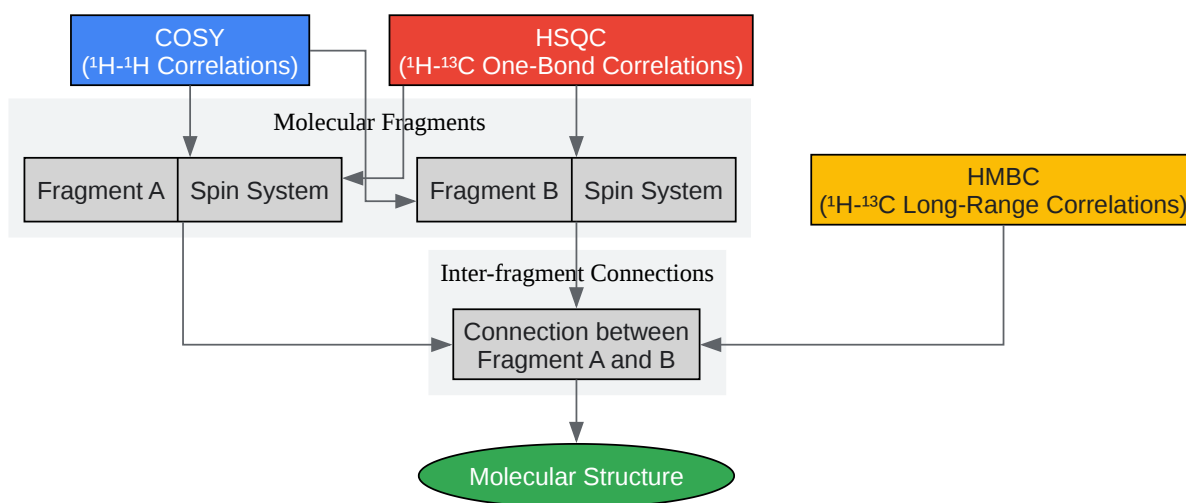 COSY
(¹H-¹H Correlations)
HSQC
(¹H-¹³C One-Bond Correlations)
Molecular Fragments
Fragment A
Spin System
Fragment B
Spin System
HMBC
(¹H-¹³C Long-Range Correlations)
Inter-fragment Connections
Connection between
Fragment A and B
Molecular Structure